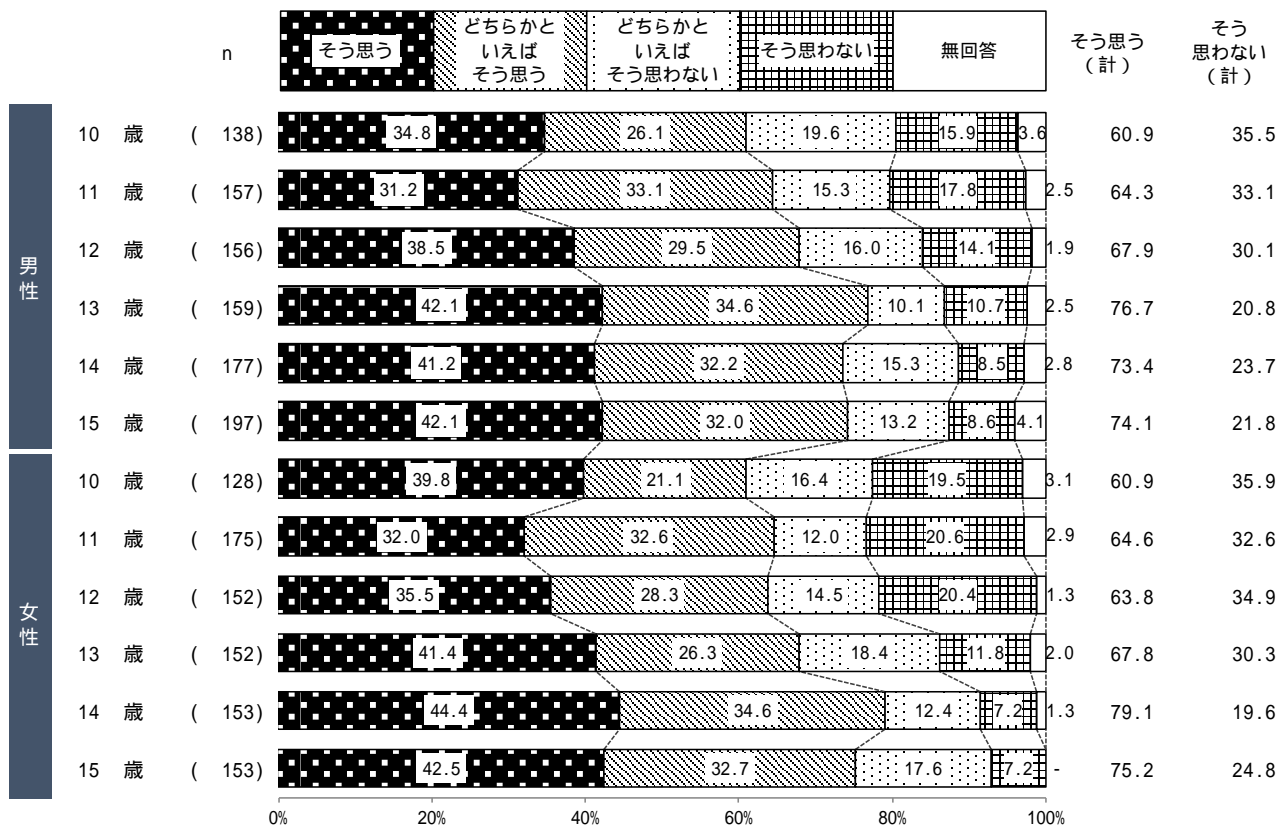 n
そう思う
どちらかと
いえば
そう思う
どちらかと
いえば
そう思わない
そう思わない
無回答
そう思う
（計）
そう
思わない
（計）
男性
10 歳 ( 138) 34.8 26.1 19.6 15.9 3.6 60.9 35.5
11 歳 ( 157) 31.2 33.1 15.3 17.8 2.5 64.3 33.1
12 歳 ( 156) 38.5 29.5 16.0 14.1 1.9 67.9 30.1
13 歳 ( 159) 42.1 34.6 10.1 10.7 2.5 76.7 20.8
14 歳 ( 177) 41.2 32.2 15.3 8.5 2.8 73.4 23.7
15 歳 ( 197) 42.1 32.0 13.2 8.6 4.1 74.1 21.8
女性
10 歳 ( 128) 39.8 21.1 16.4 19.5 3.1 60.9 35.9
11 歳 ( 175) 32.0 32.6 12.0 20.6 2.9 64.6 32.6
12 歳 ( 152) 35.5 28.3 14.5 20.4 1.3 63.8 34.9
13 歳 ( 152) 41.4 26.3 18.4 11.8 2.0 67.8 30.3
14 歳 ( 153) 44.4 34.6 12.4 7.2 1.3 79.1 19.6
15 歳 ( 153) 42.5 32.7 17.6 7.2 - 75.2 24.8
0% 20% 40% 60% 80% 100%